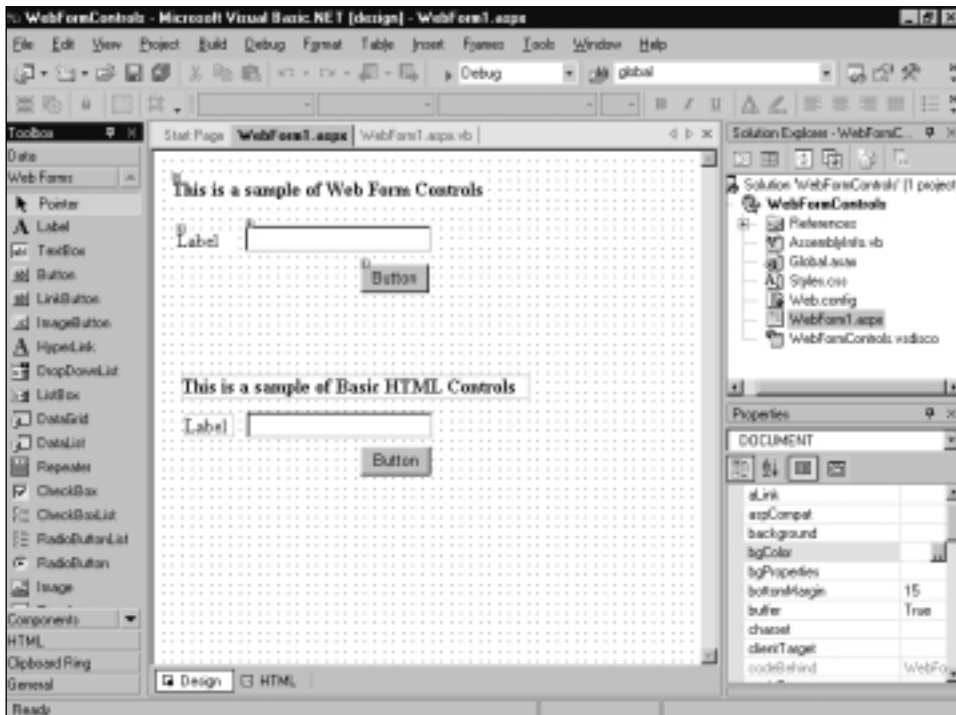 WebFormControls - Microsoft Visual Basic.NET [design] - WebForm1.aspx
File Edit View Project Build Debug Format Table Insert Frames Tools Window Help
Debug global
B I U
Toolbox
Data
Web Forms
Pointer
Label
TextBox
Button
LinkButton
ImageButton
HyperLink
DropDownList
ListBox
DataGrid
DataList
Repeater
CheckBox
CheckBoxList
RadioButtonList
RadioButton
Image
Components
HTML
Clipboard Ring
General
Start Page WebForm1.aspx WebForm1.aspx.vb
This is a sample of Web Form Controls
Label
Button
This is a sample of Basic HTML Controls
Label
Button
Design HTML
Solution Explorer - WebFormC...
Solution 'WebFormControls' (1 project
WebFormControls
References
AssemblyInfo.vb
Global.asax
Styles.css
Web.config
WebForm1.aspx
WebFormControls.vsdisco
Properties
DOCUMENT
aLink
aspCompat
background
bgColor ...
bgProperties
bottomMargin 15
buffer True
charset
clientTarget
codeBehind WebFo
Ready